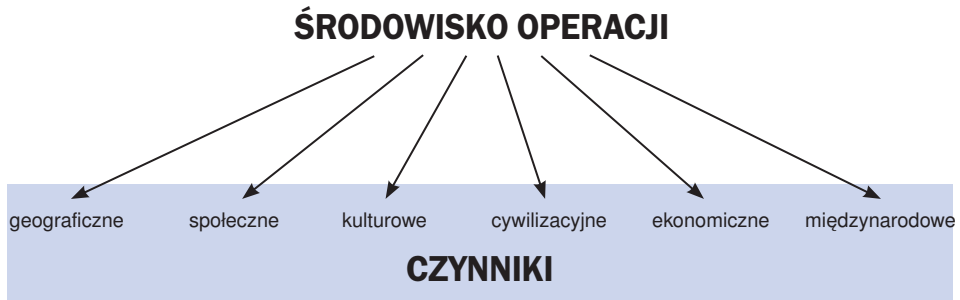 ŚRODOWISKO OPERACJI
geograficzne społeczne kulturowe cywilizacyjne ekonomiczne międzynarodowe
CZYNNIKI